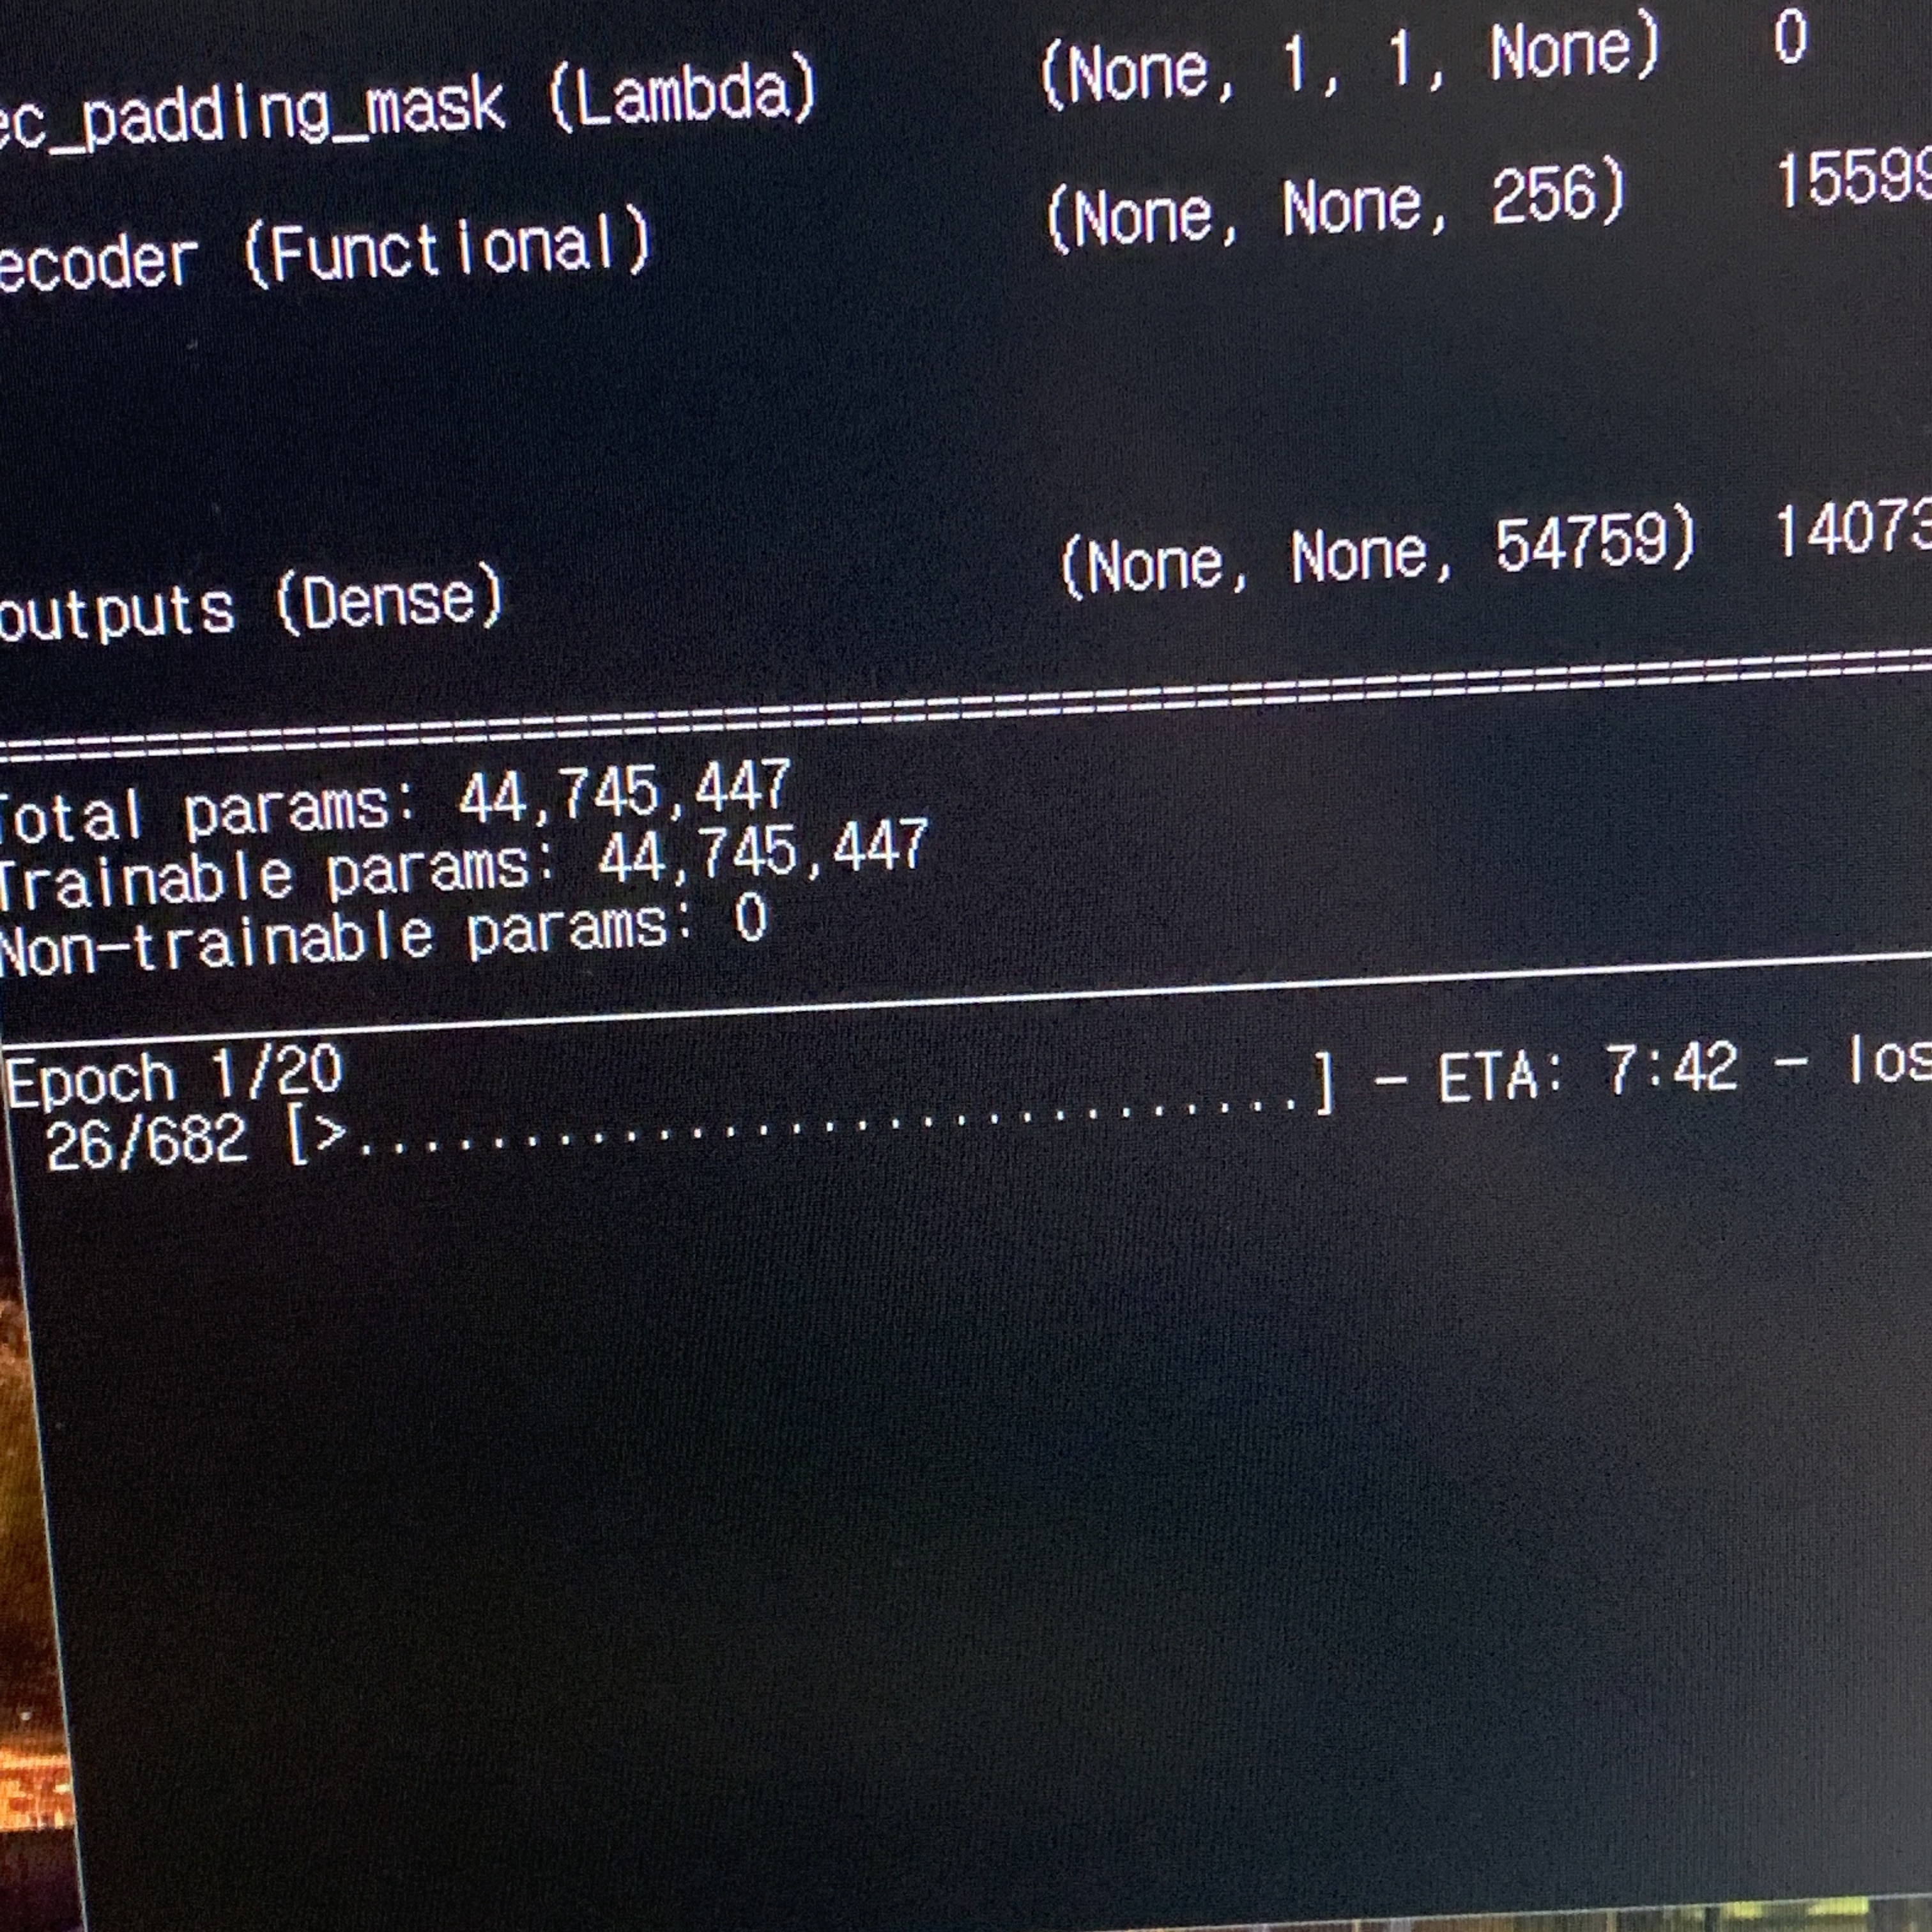 ec_padding_mask (Lambda) (None, 1, 1, None) 0
ecoder (Functional) (None, None, 256) 15599
outputs (Dense) (None, None, 54759) 14073
Total params: 44,745,447
Trainable params: 44,745,447
Non-trainable params: 0
Epoch 1/20
26/682 [>.............................] - ETA: 7:42 - los